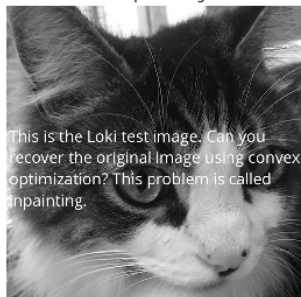 This is the Loki test image. Can you
recover the original image using convex
optimization? This problem is called
inpainting.